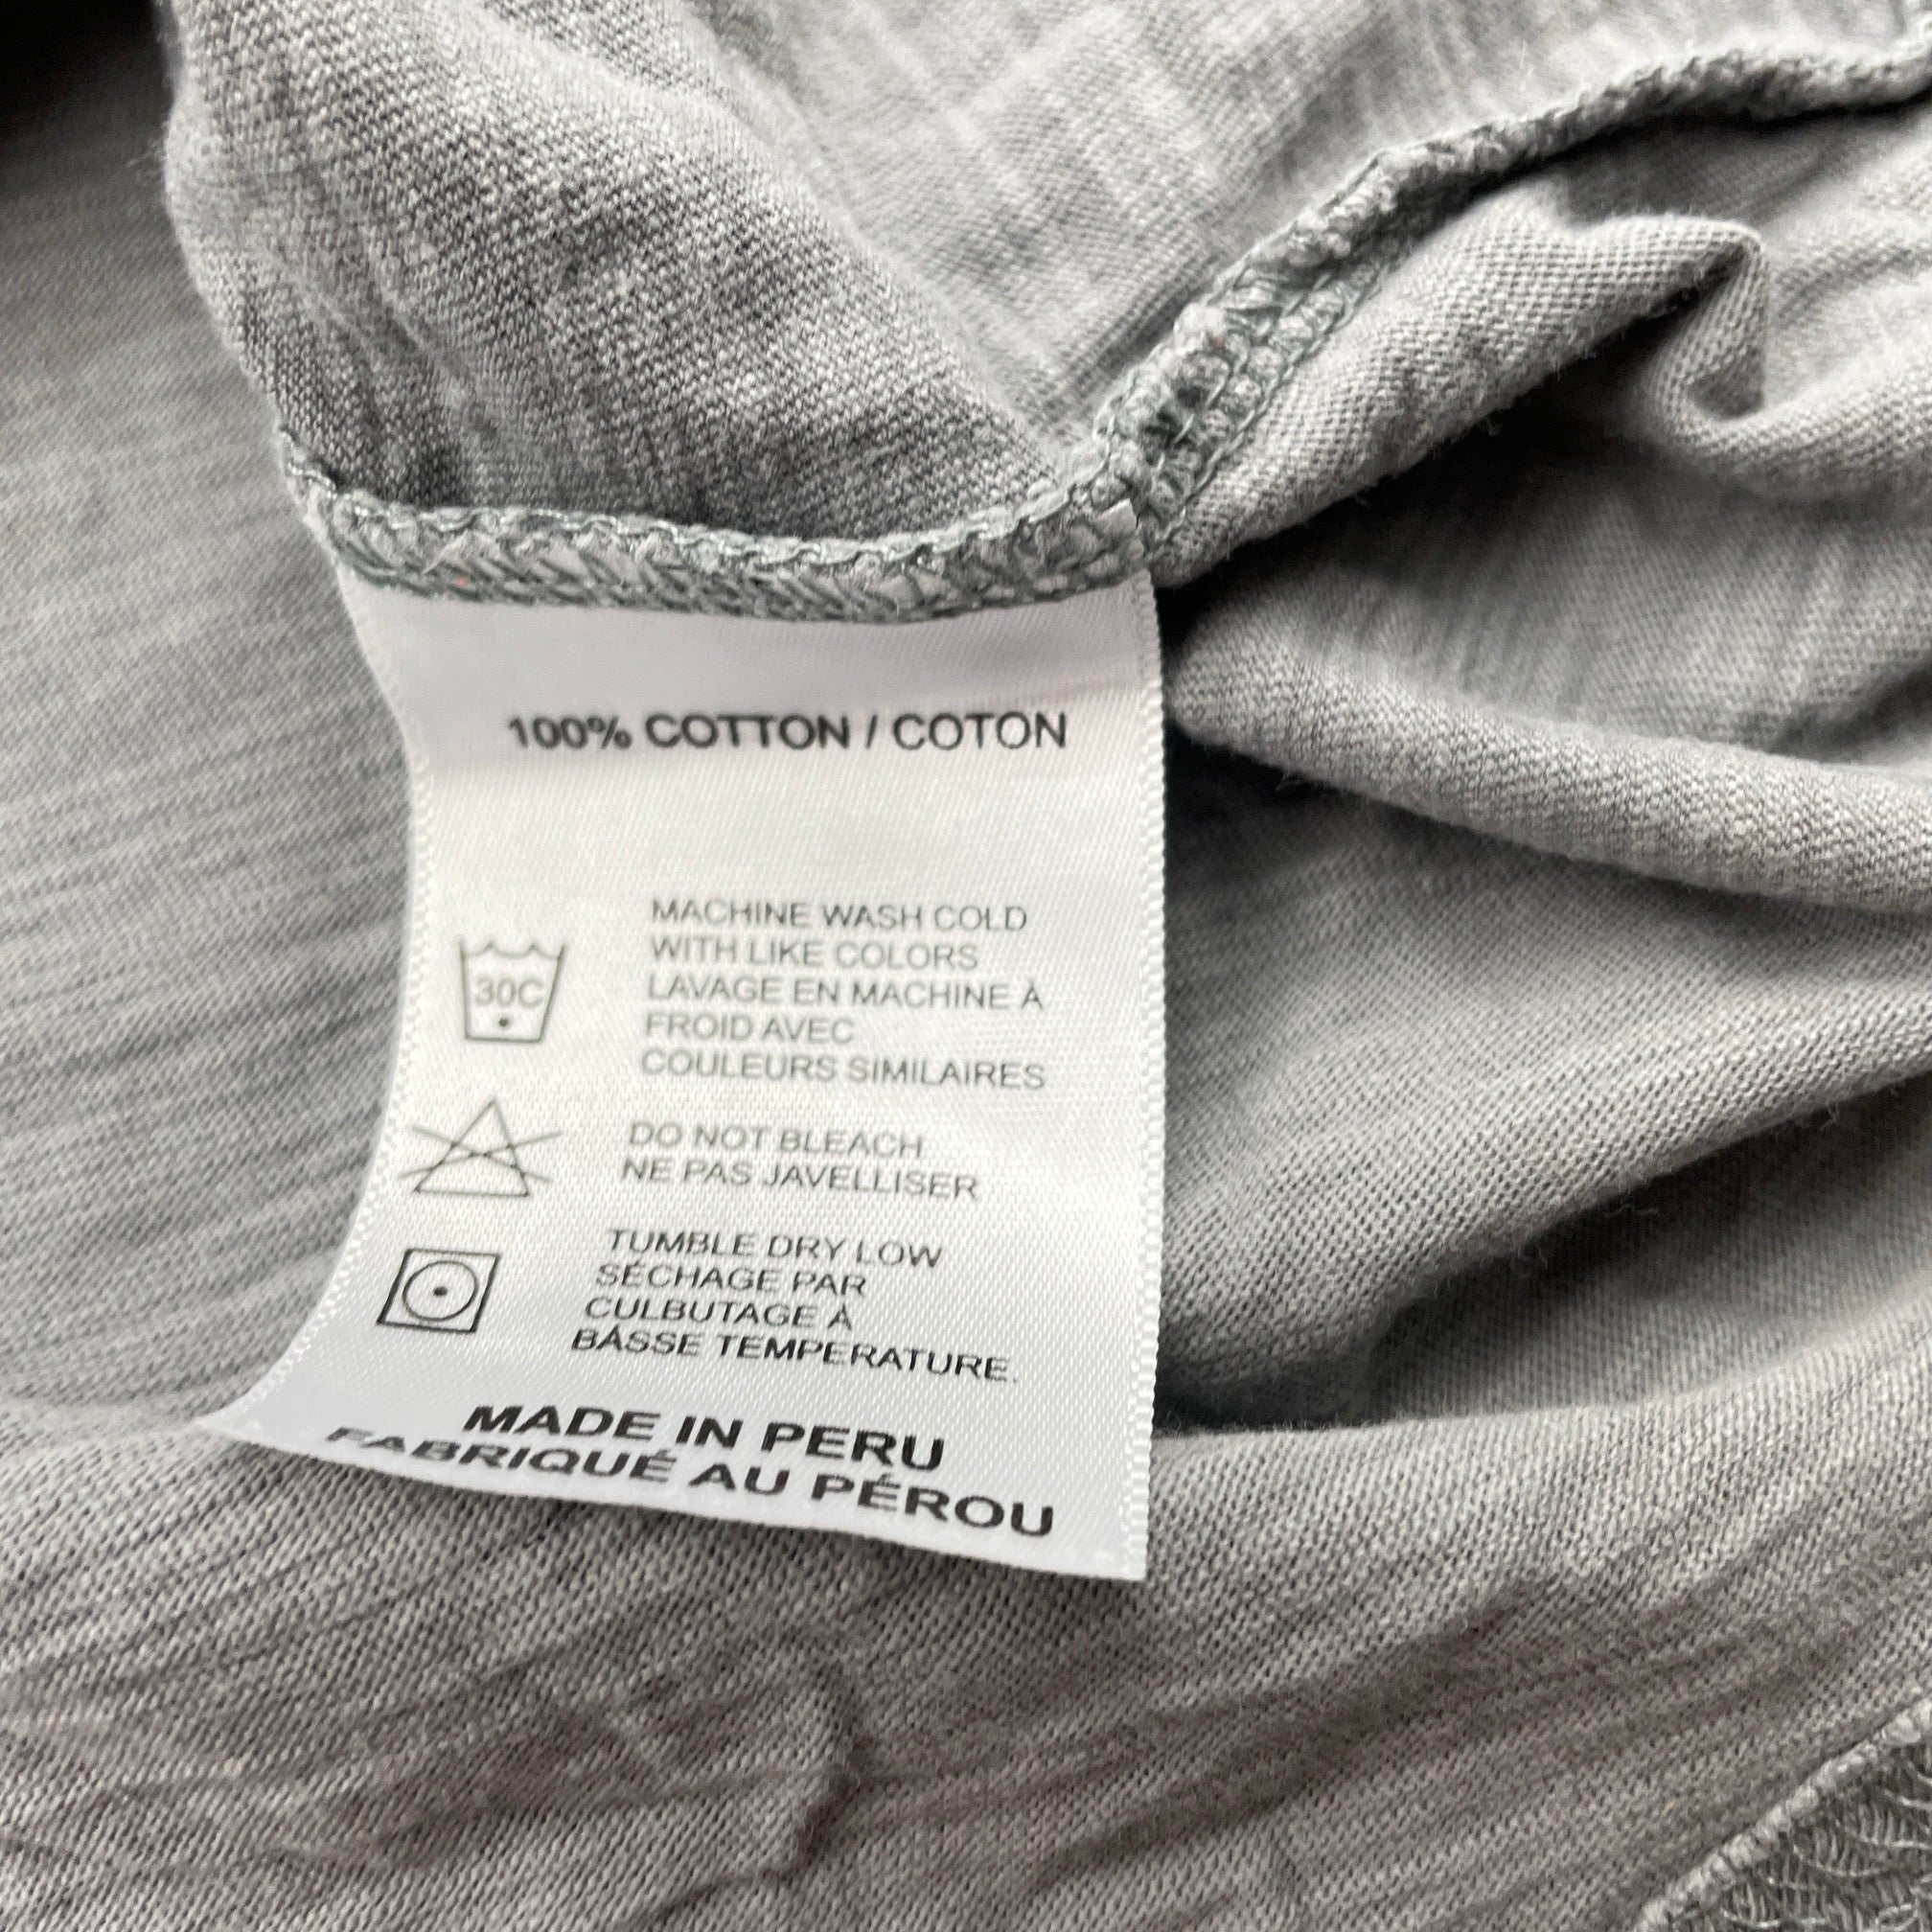 100% COTTON / COTON
MACHINE WASH COLD
WITH LIKE COLORS
LAVAGE EN MACHINE À
FROID AVEC
COULEURS SIMILAIRES
30C
DO NOT BLEACH
NE PAS JAVELLISER
TUMBLE DRY LOW
SÉCHAGE PAR
CULBUTAGE À
BÀSSE TEMPERATURE.
MADE IN PERU
FABRIQUÉ AU PÉROU